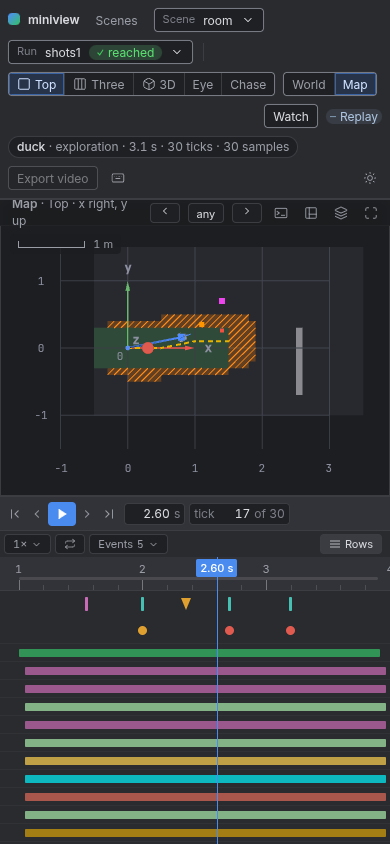 miniview Scenes Scene room
Run shots1 ✓ reached
Top Three 3D Eye Chase World Map
Watch – Replay
duck · exploration · 3.1 s · 30 ticks · 30 samples
Export video
Map · Top · x right, y up
any
1 m
y
1
z
x
0
0
-1
-1 0 1 2 3
2.60 s tick 17 of 30
1× Events 5 Rows
1 2 2.60 s 3 4